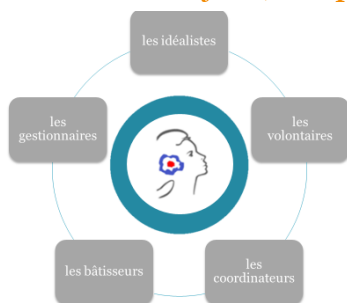 les idéalistes
les
gestionnaires
les
volontaires
les bâtisseurs
les
coordinateurs